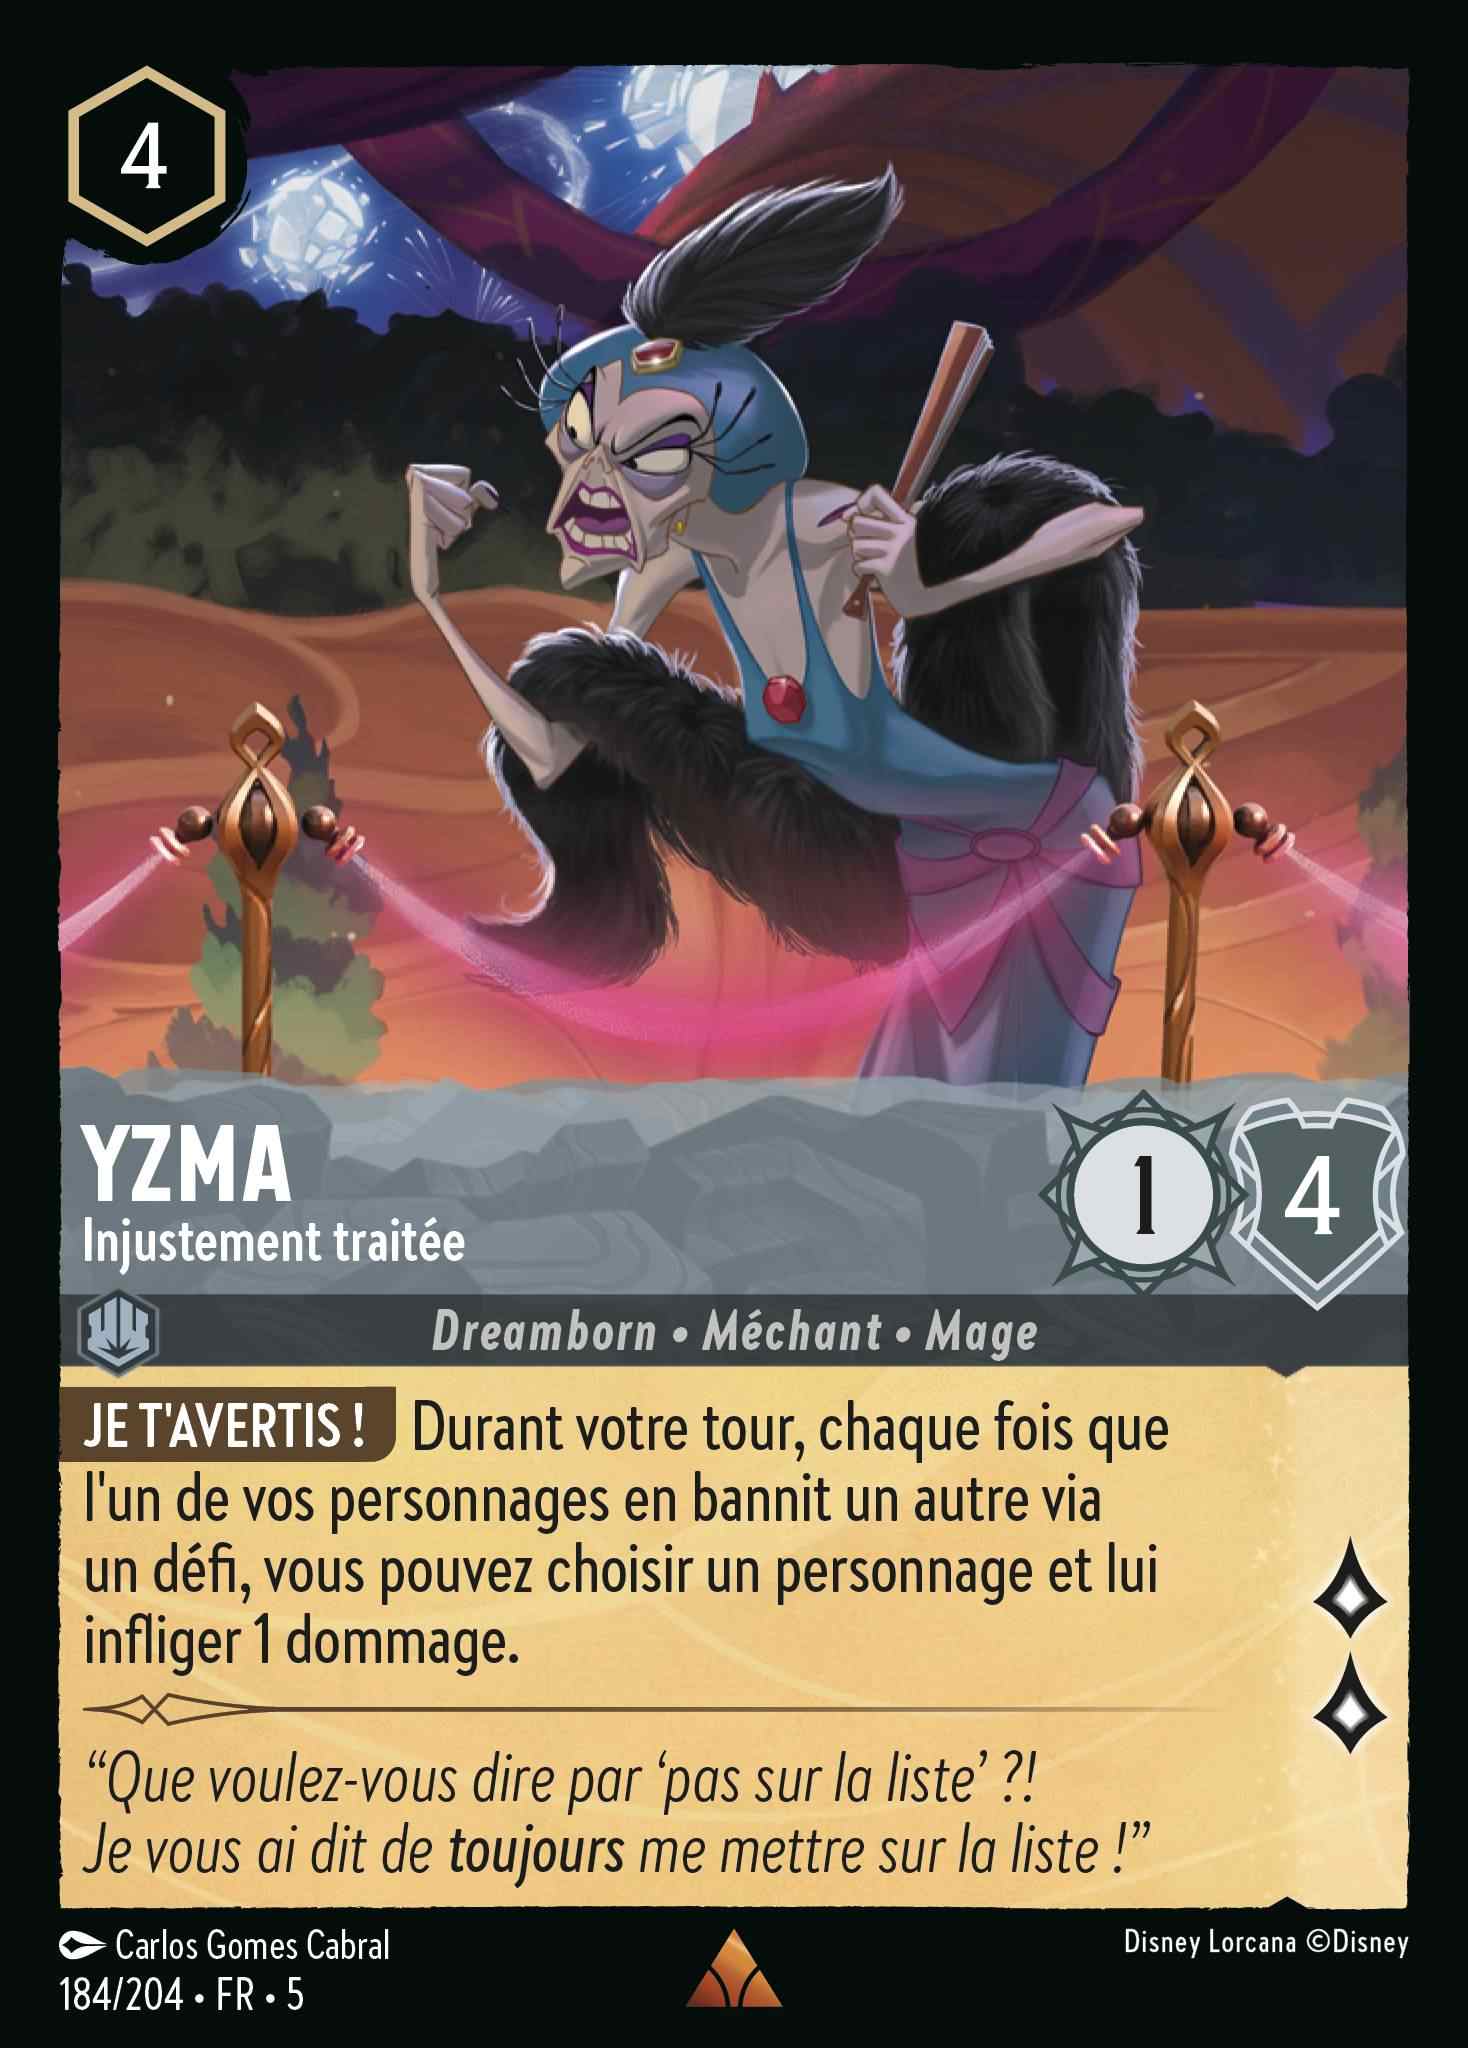 4
YZMA
Injustement traitée
1
4
Dreamborn • Méchant • Mage
JE T'AVERTIS ! Durant votre tour, chaque fois que
l'un de vos personnages en bannit un autre via
un défi, vous pouvez choisir un personnage et lui
infliger 1 dommage.
“Que voulez-vous dire par ‘pas sur la liste’ ?!
Je vous ai dit de toujours me mettre sur la liste !”
Carlos Gomes Cabral
Disney Lorcana ©Disney
184/204 • FR • 5